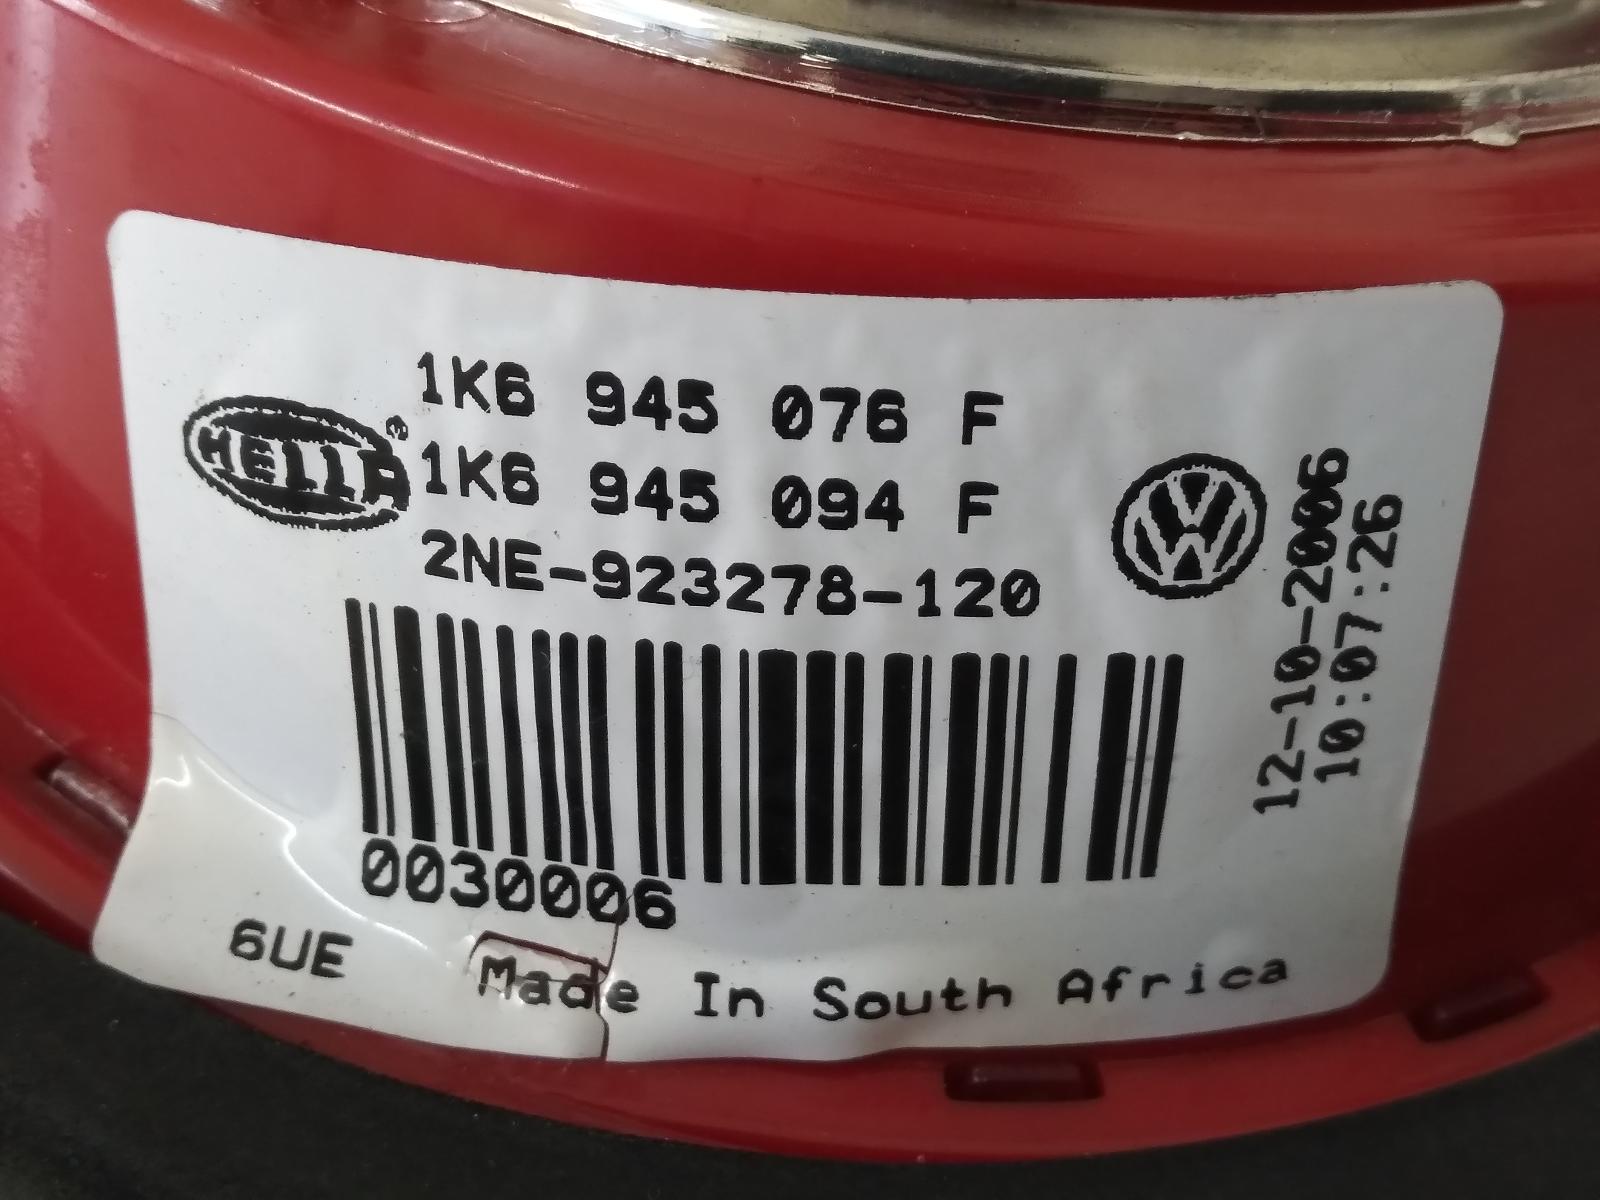 HELLA®
1K6 945 076 F
1K6 945 094 F
2NE-923278-120
12-10-2006
10:07:26
0030006
6UE
Made In South Africa